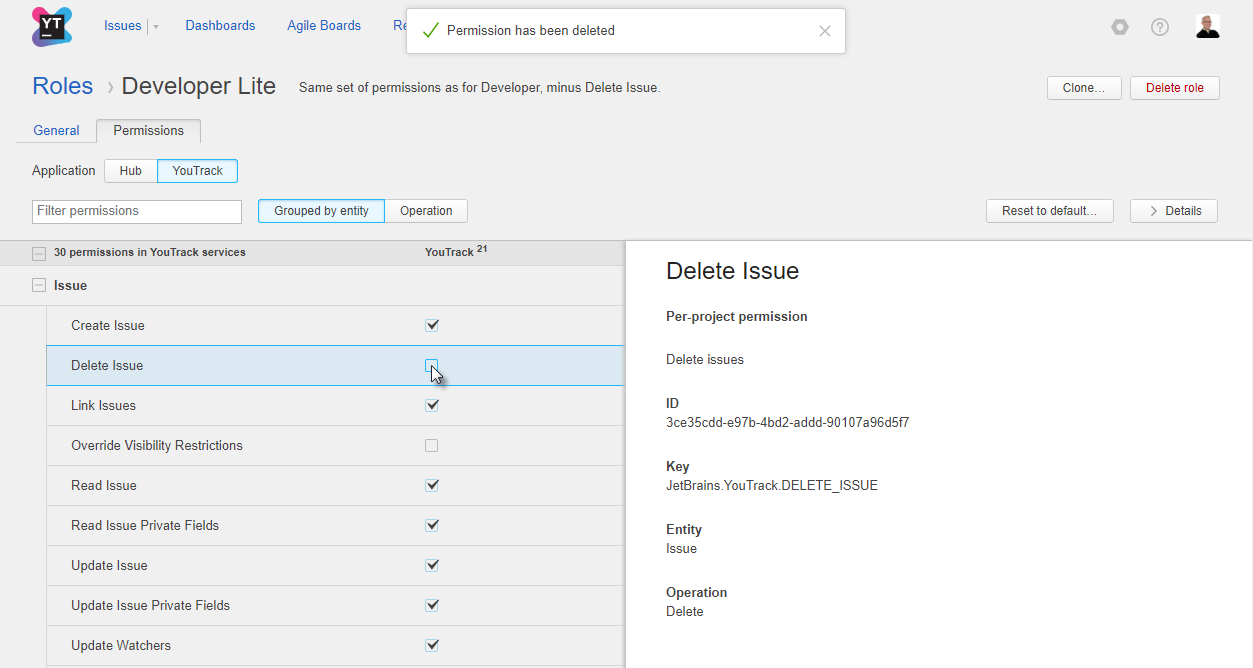 YT
Issues
Dashboards
Agile Boards
Permission has been deleted
Roles › Developer Lite
Same set of permissions as for Developer, minus Delete Issue.
Clone...
Delete role
General
Permissions
Application
Hub
YouTrack
Filter permissions
Grouped by entity
Operation
Reset to default...
Details
30 permissions in YouTrack services
YouTrack 21
Issue
Create Issue
Delete Issue
Link Issues
Override Visibility Restrictions
Read Issue
Read Issue Private Fields
Update Issue
Update Issue Private Fields
Update Watchers
Delete Issue
Per-project permission
Delete issues
ID
3ce35cdd-e97b-4bd2-addd-90107a96d5f7
Key
JetBrains.YouTrack.DELETE_ISSUE
Entity
Issue
Operation
Delete